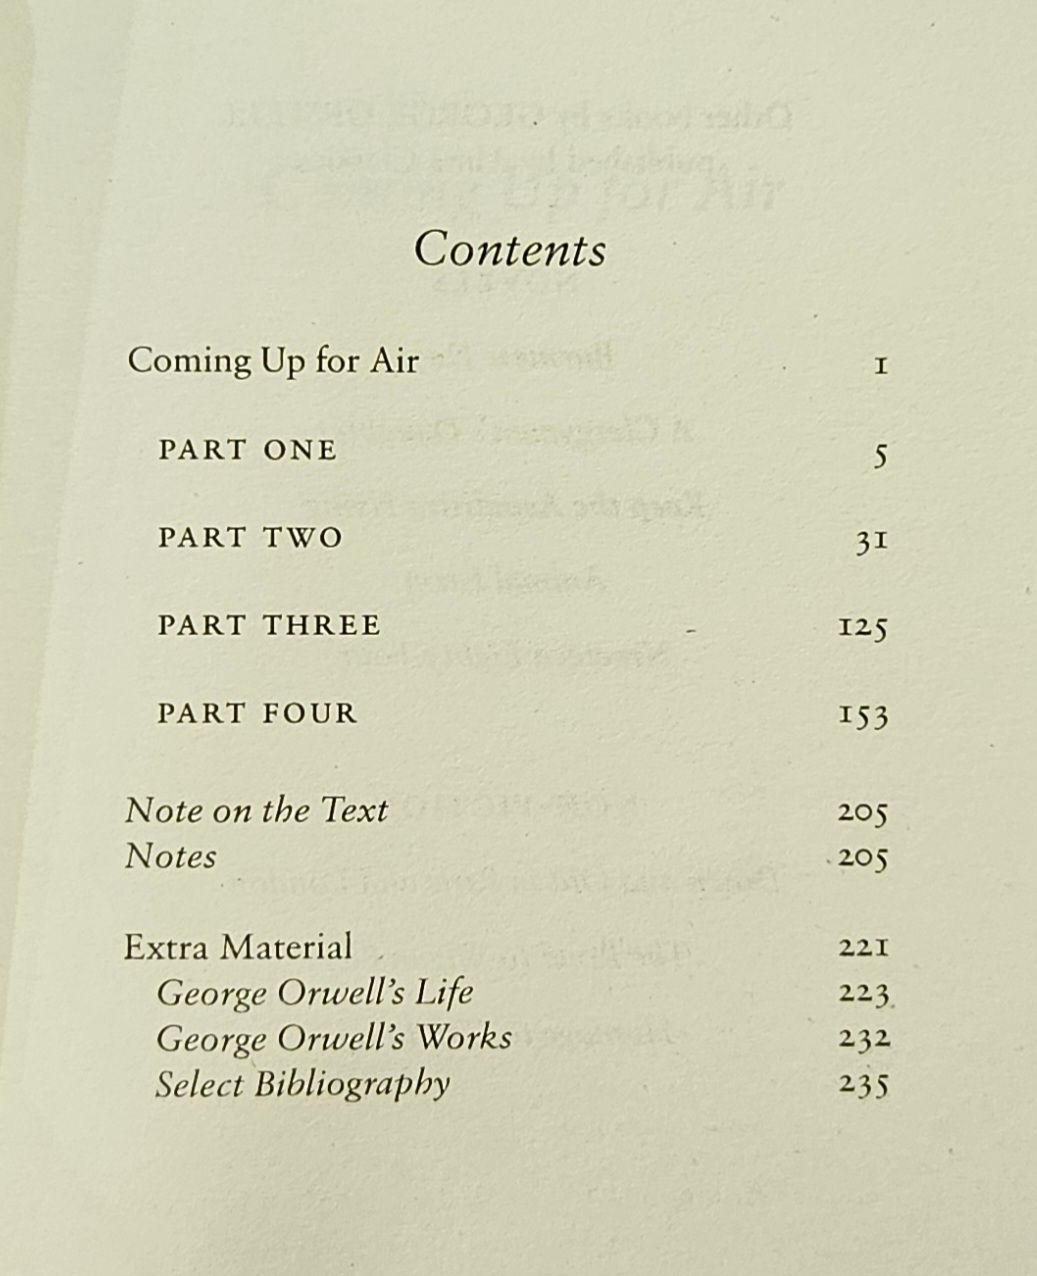 Contents
Coming Up for Air 1
PART ONE 5
PART TWO 31
PART THREE 125
PART FOUR 153
Note on the Text 205
Notes 205
Extra Material 221
George Orwell's Life 223
George Orwell's Works 232
Select Bibliography 235